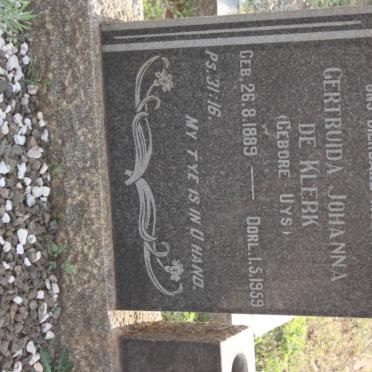 GERTRUIDA JOHANNA
DE KLERK
(GEBORE UYS)
GEB. 26.8.1889 — OORL. 1.5.1959
PS. 31:16. MY TYE IS IN U HAND.